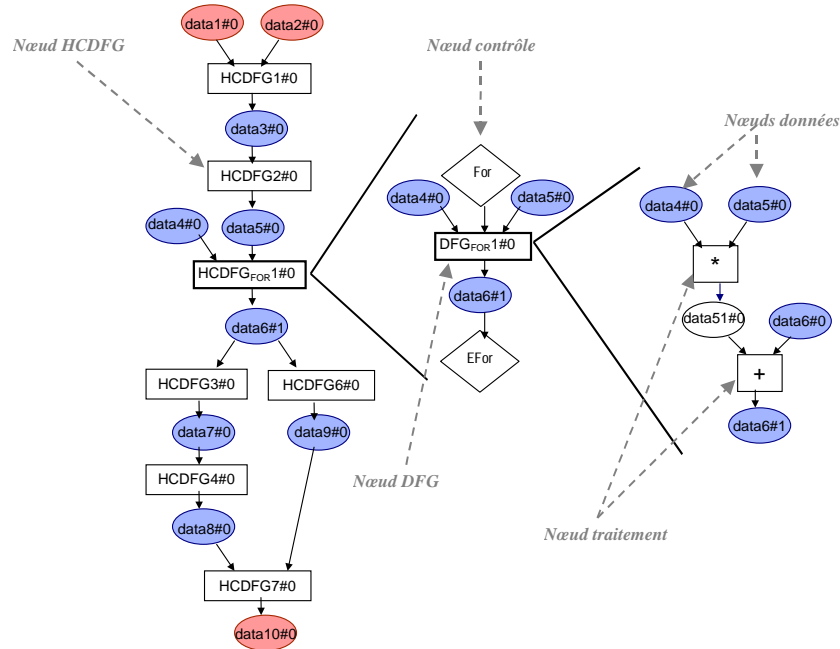 data1#0
data2#0
Nœud HCDFG
HCDFG1#0
data3#0
HCDFG2#0
data4#0
data5#0
HCDFGFOR1#0
data6#1
HCDFG3#0
HCDFG6#0
data7#0
data9#0
HCDFG4#0
data8#0
HCDFG7#0
data10#0
Nœud contrôle
For
data4#0
data5#0
DFGFOR1#0
data6#1
EFor
Nœud DFG
Nœuds données
data4#0
data5#0
*
data51#0
data6#0
+
data6#1
Nœud traitement